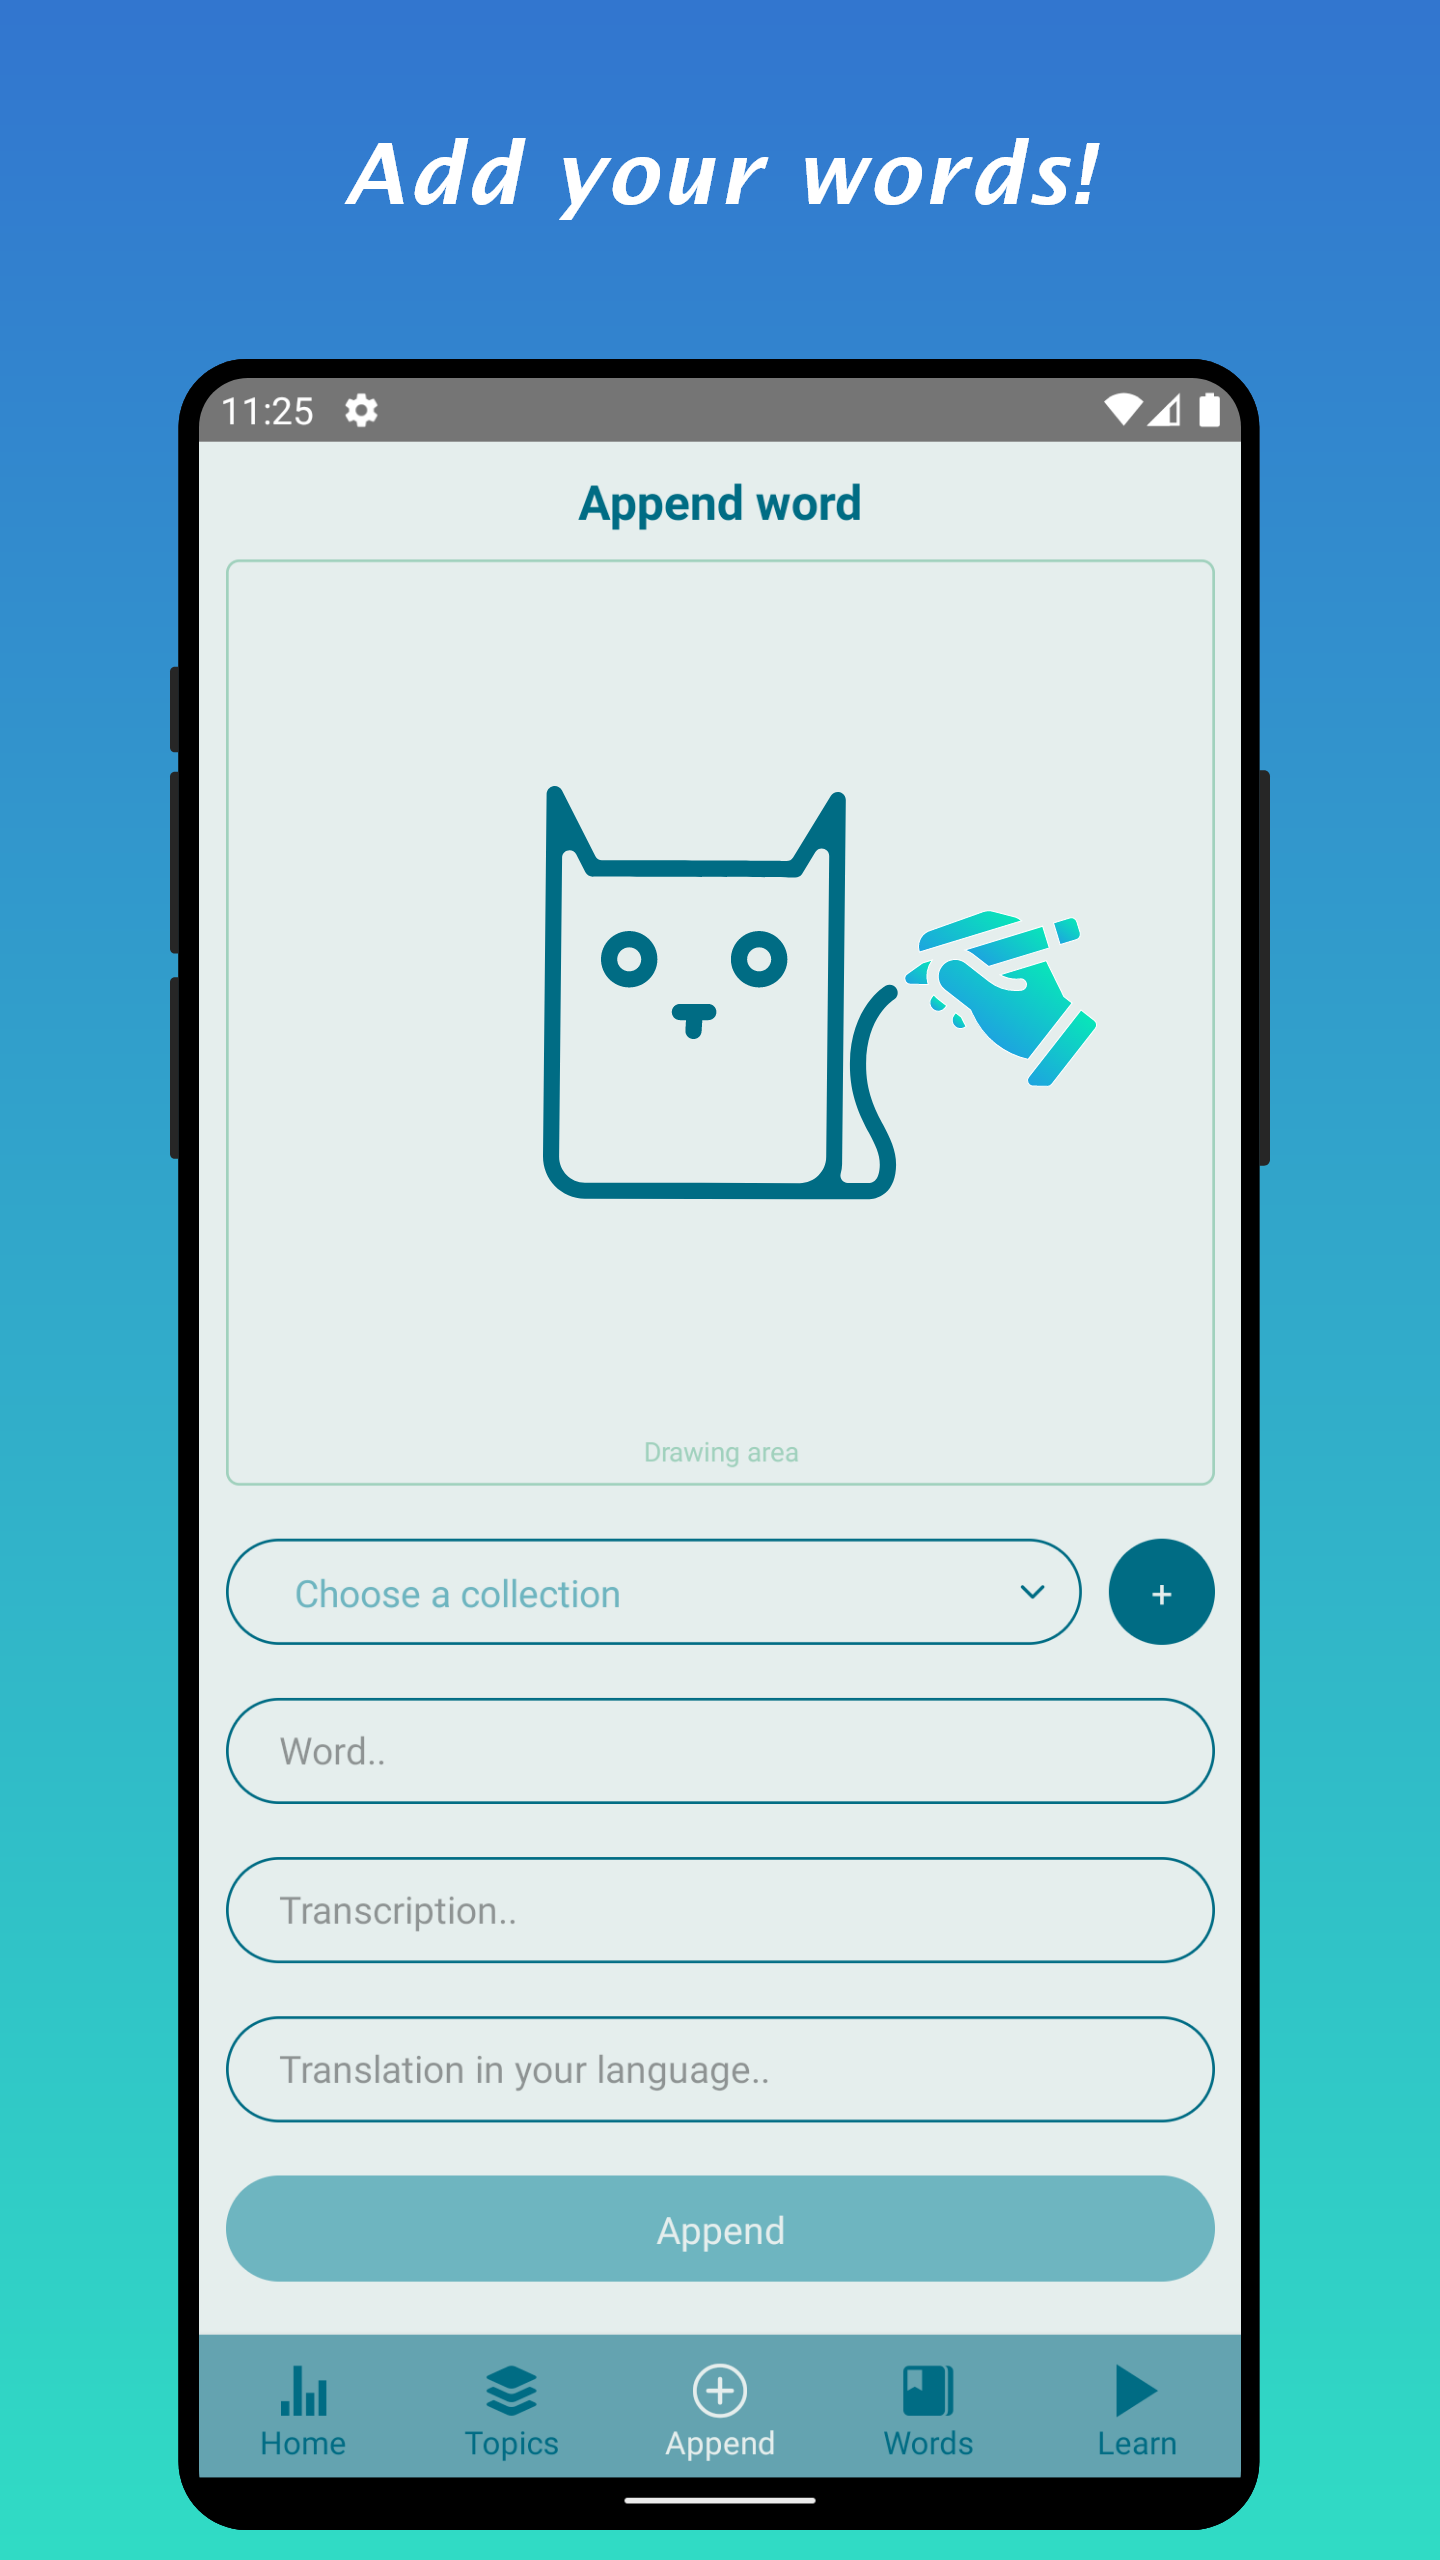 Add your words!
11:25
Append word
Drawing area
Choose a collection
+
Word..
Transcription..
Translation in your language..
Append
Home
Topics
Append
Words
Learn